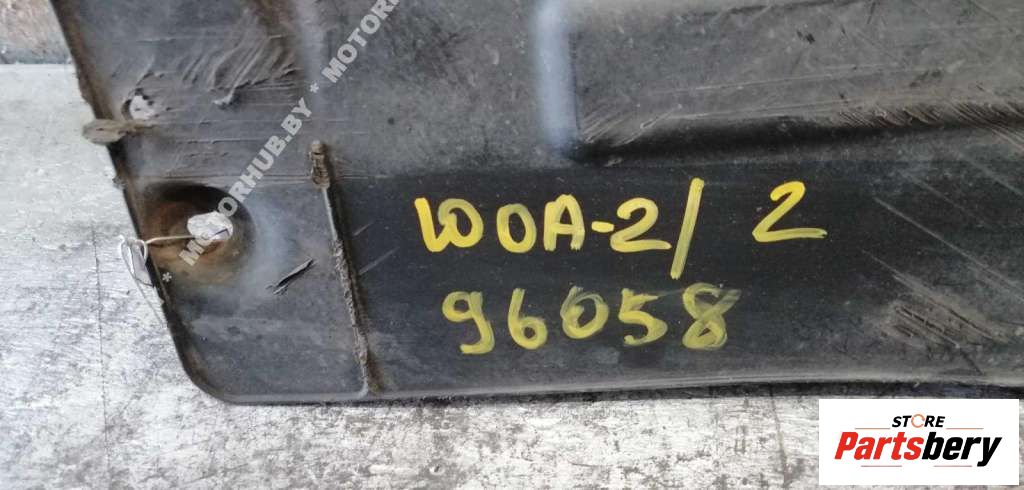 MOTORHUB.BY * MOTOR
100A-2/ 2
96058
STORE
Partsbery